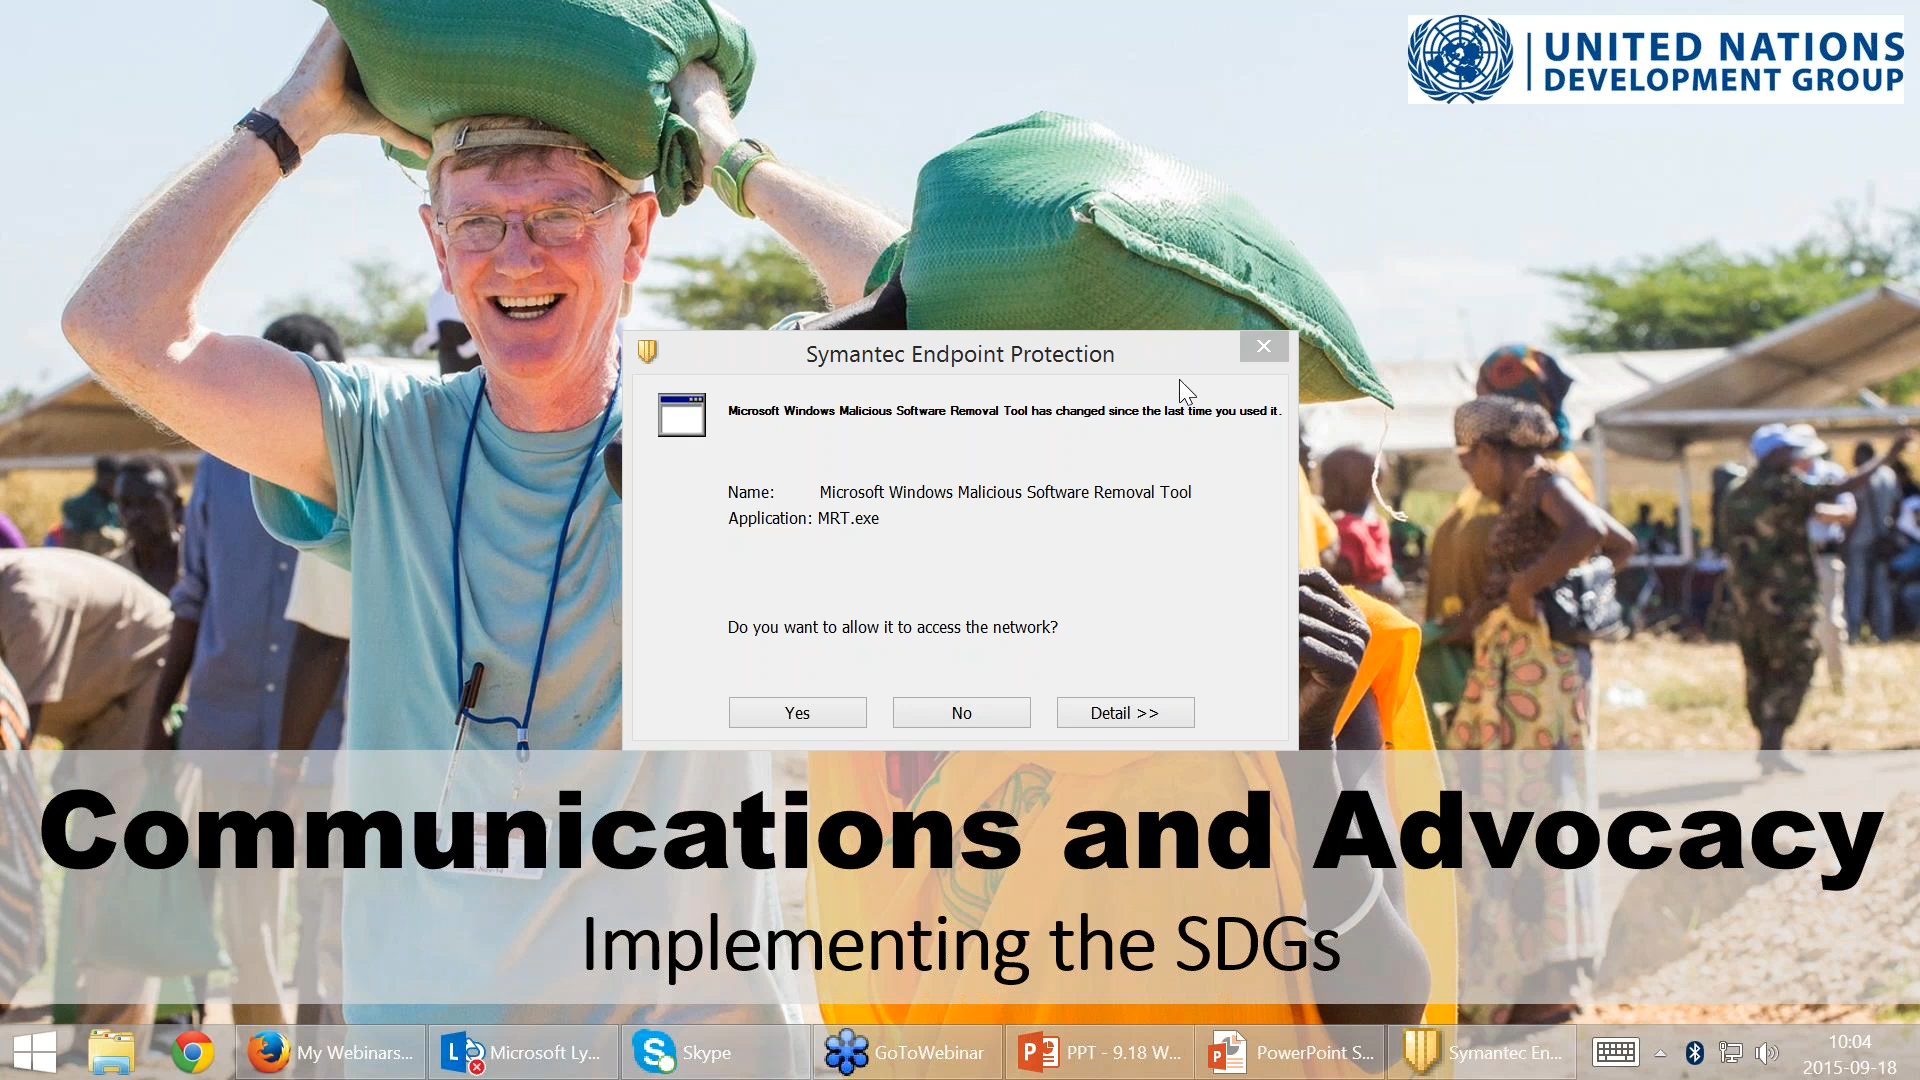 UNITED NATIONS
DEVELOPMENT GROUP
Symantec Endpoint Protection
Microsoft Windows Malicious Software Removal Tool has changed since the last time you used it.
Name: Microsoft Windows Malicious Software Removal Tool
Application: MRT.exe
Do you want to allow it to access the network?
Yes No Detail >>
Communications and Advocacy
Implementing the SDGs
My Webinars... Microsoft Ly... Skype GoToWebinar PPT - 9.18 W... PowerPoint S... Symantec En... 10:04
2015-09-18